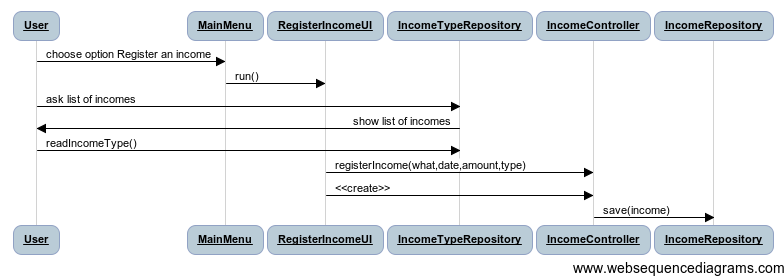 User MainMenu RegisterIncomeUI IncomeTypeRepository IncomeController IncomeRepository
choose option Register an income
run()
ask list of incomes
show list of incomes
readIncomeType()
registerIncome(what,date,amount,type)
<<create>>
save(income)
User MainMenu RegisterIncomeUI IncomeTypeRepository IncomeController IncomeRepository
www.websequencediagrams.com